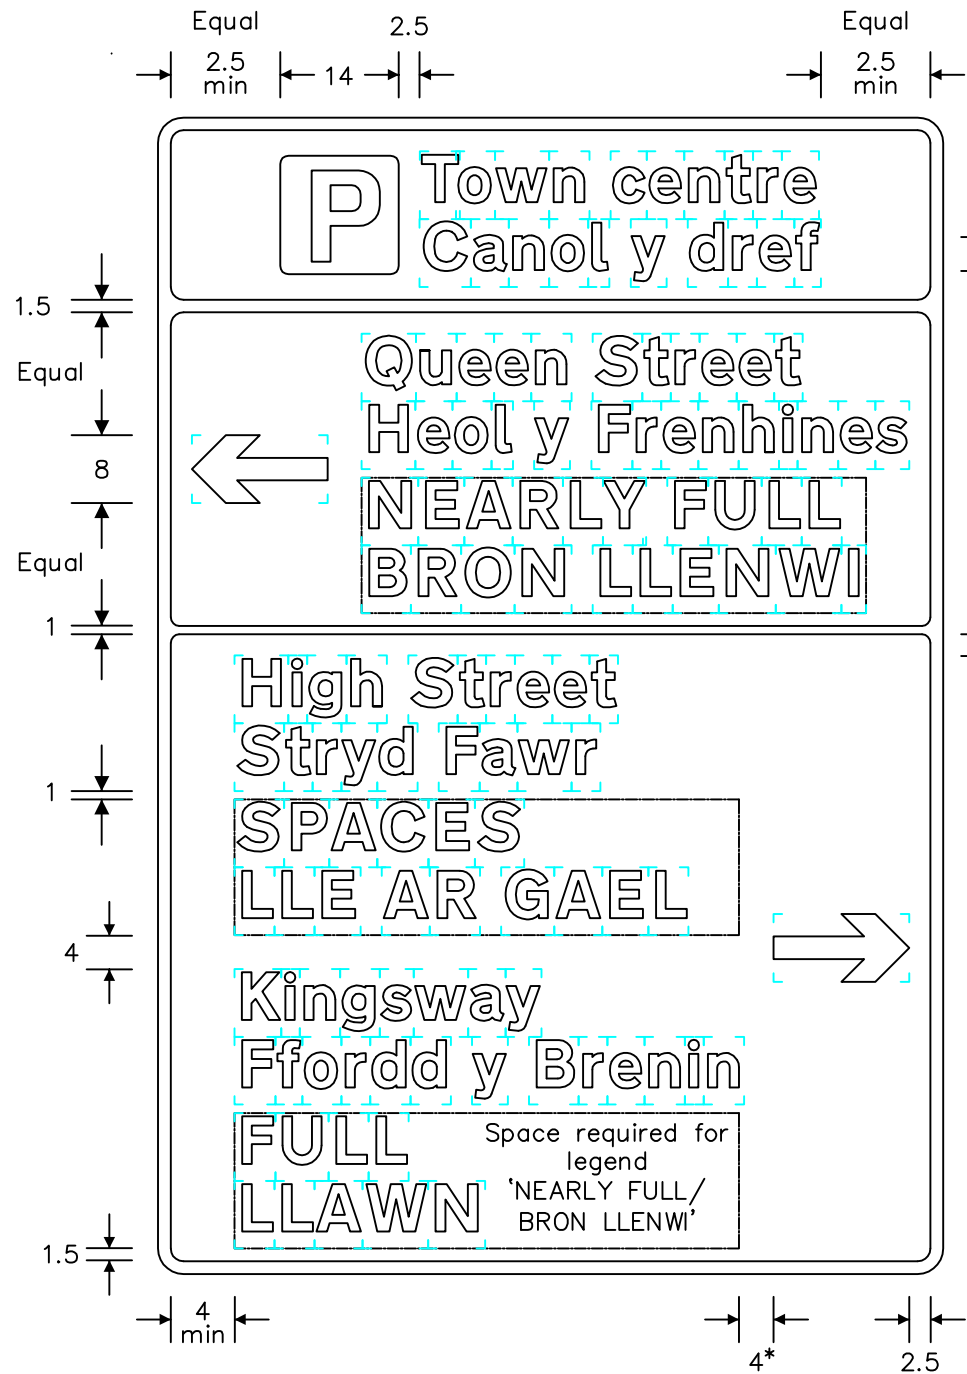 Equal
2.5
Equal
2.5
min
14
2.5
min
P
Town centre
Canol y dref
1.5
Equal
8
Equal
1
Queen Street
Heol y Frenhines
NEARLY FULL
BRON LLENWI
High Street
Stryd Fawr
1
SPACES
LLE AR GAEL
4
Kingsway
Ffordd y Brenin
FULL
LLAWN
Space required for
legend
'NEARLY FULL/
BRON LLENWI'
1.5
4
min
4*
2.5